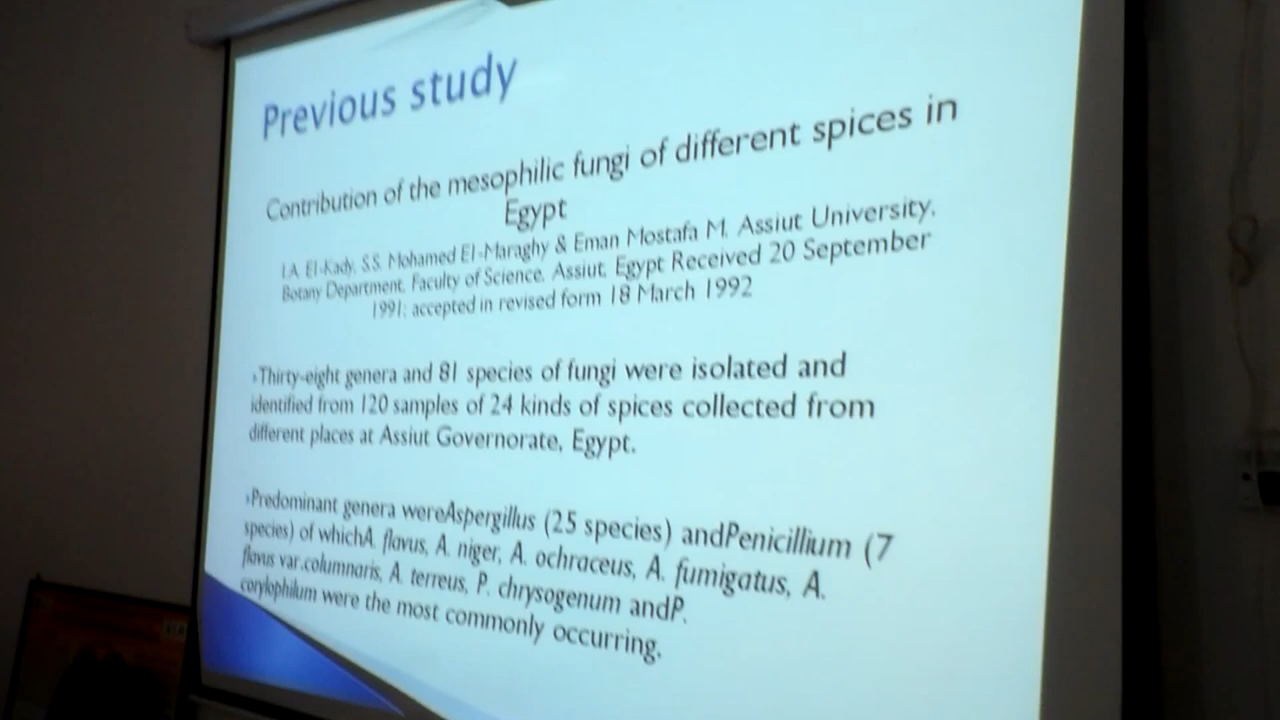 Previous study
Contribution of the mesophilic fungi of different spices in
Egypt
I.A. El-Kady, S.S. Mohamed El-Maraghy & Eman Mostafa M. Assiut University,
Botany Department, Faculty of Science, Assiut, Egypt Received 20 September
1991; accepted in revised form 18 March 1992
Thirty-eight genera and 81 species of fungi were isolated and
identified from 120 samples of 24 kinds of spices collected from
different places at Assiut Governorate, Egypt.
Predominant genera wereAspergillus (25 species) andPenicillium (7
species) of whichA. flavus, A. niger, A. ochraceus, A. fumigatus, A.
flavus var.columnaris, A. terreus, P. chrysogenum andP.
corylophilum were the most commonly occurring.